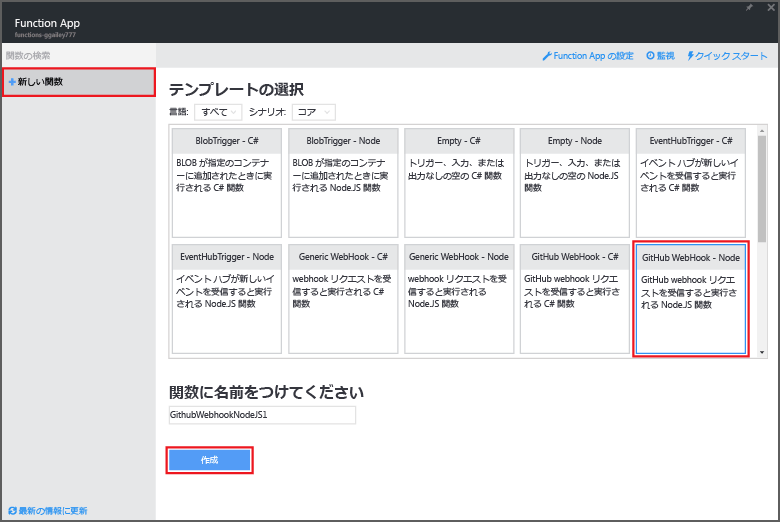 Function App
functions-ggailey777
関数の検索
Function App の設定
監視
クイック スタート
新しい関数
テンプレートの選択
言語: すべて シナリオ: コア
BlobTrigger - C#
BLOB が指定のコンテナ
ーに追加されたときに実
行される C# 関数
BlobTrigger - Node
BLOB が指定のコンテナ
ーに追加されたときに実
行される NodeJS 関数
Empty - C#
トリガー、入力、または
出力なしの空の C# 関数
Empty - Node
トリガー、入力、または
出力なしの空の NodeJS
関数
EventHubTrigger - C#
イベント ハブが新しいイ
ベントを受信すると実行
される C# 関数
EventHubTrigger - Node
イベント ハブが新しいイ
ベントを受信すると実行
される NodeJS 関数
Generic WebHook - C#
webhook リクエストを受
信すると実行される C#
関数
Generic WebHook - Node
webhook リクエストを受
信すると実行される
NodeJS 関数
GitHub WebHook - C#
GitHub webhook リクエ
ストを受信すると実行さ
れる C# 関数
GitHub WebHook - Node
GitHub webhook リクエ
ストを受信すると実行さ
れる NodeJS 関数
関数に名前をつけてください
GithubWebhookNodeJS1
作成
最新の情報に更新